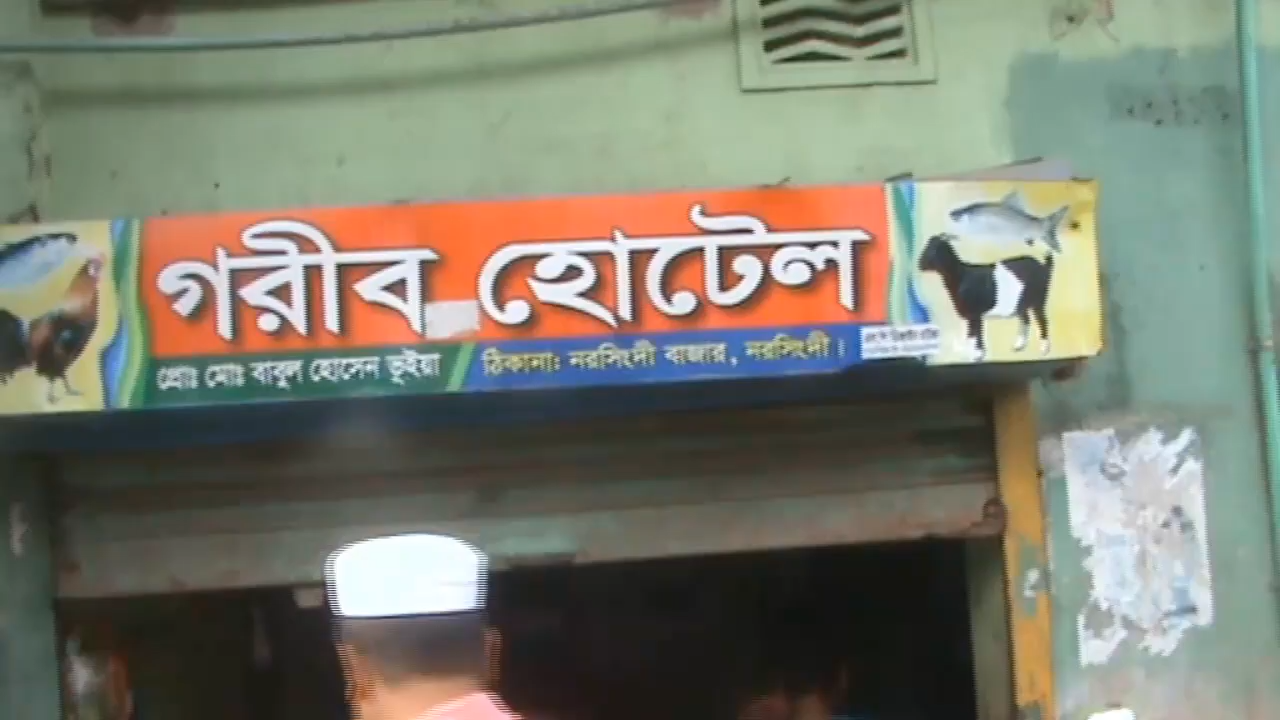 গরীব হোটেল
প্রোঃ মোঃ বাবুল হোসেন ভূইয়া
ঠিকানাঃ নরসিংদী বাজার, নরসিংদী।